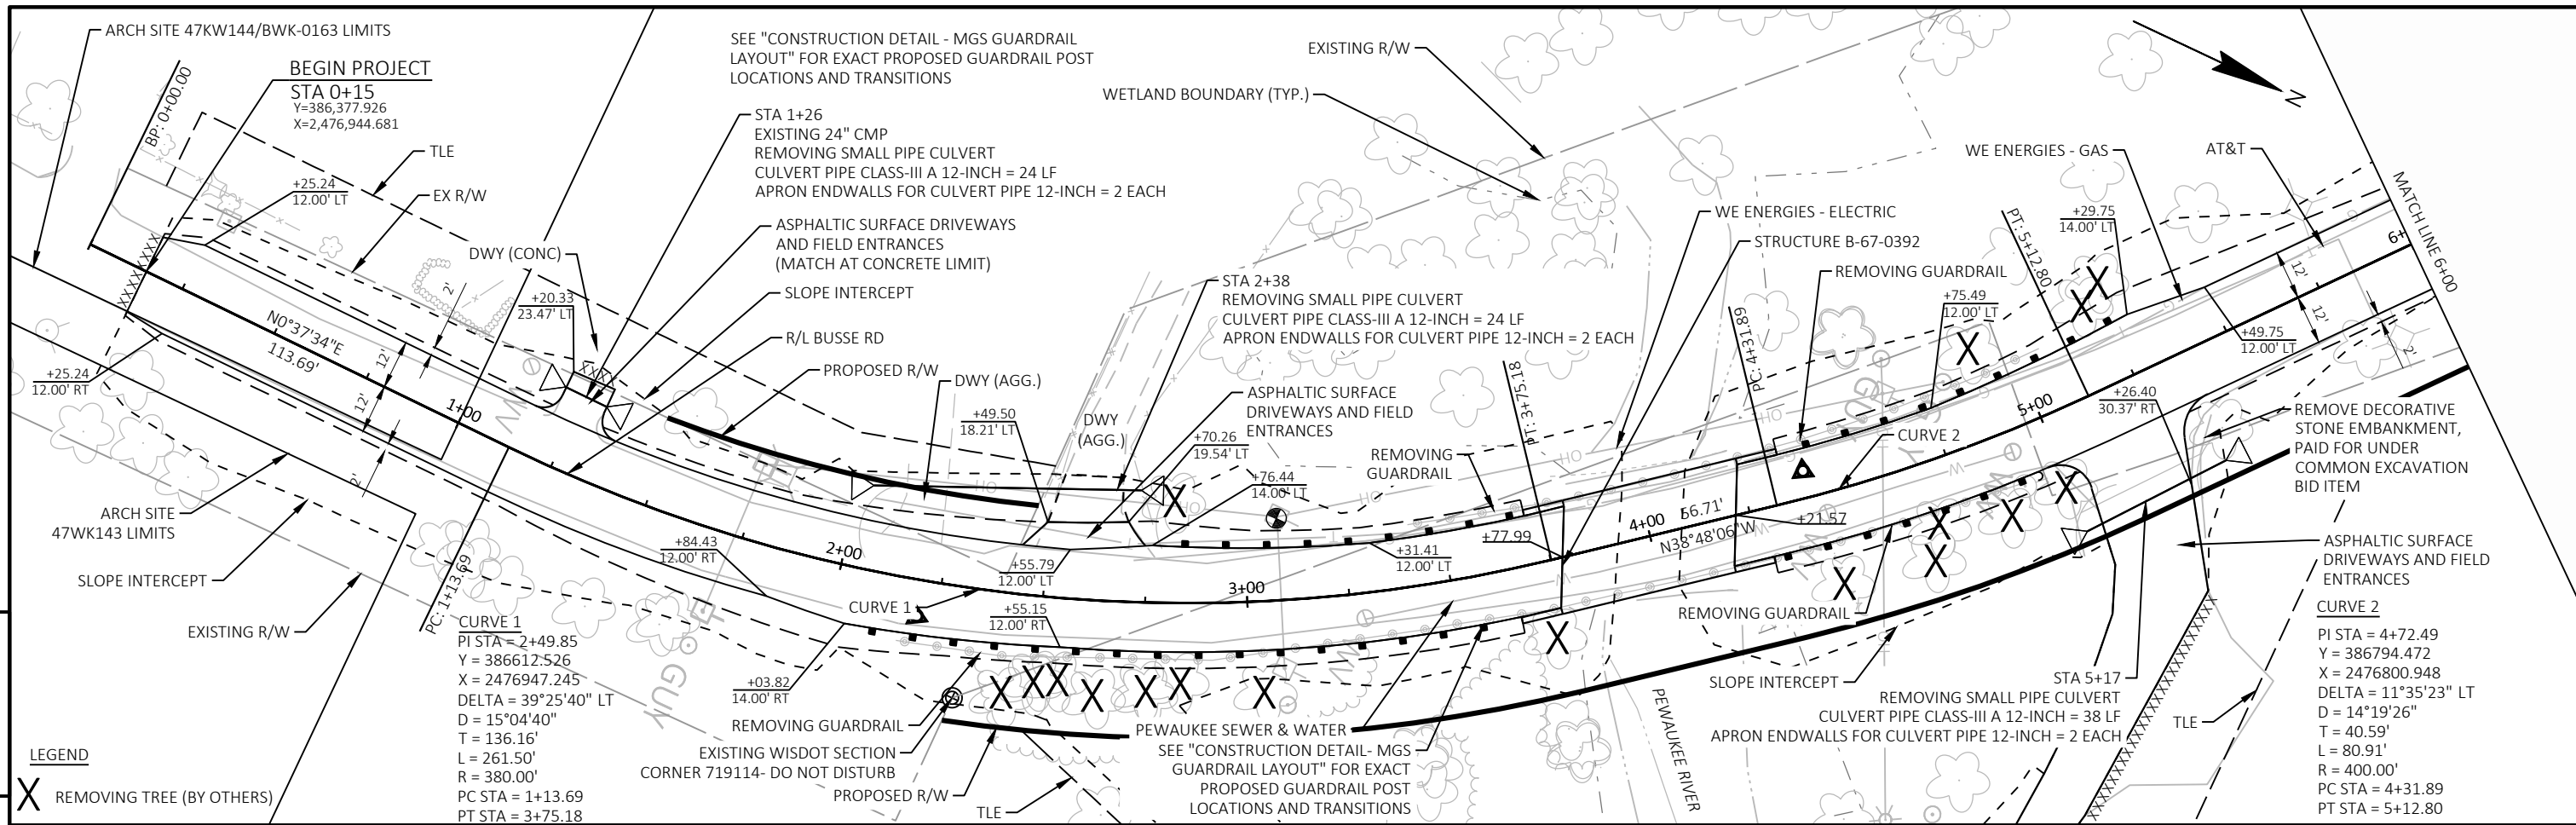 ARCH SITE 47KW144/BWK-0163 LIMITS
BP: 0+00.00
BEGIN PROJECT
STA 0+15
Y=386,377.926
X=2,476,944.681
TLE
EX R/W
+25.24
12.00' LT
DWY (CONC)
+20.33
23.47' LT
2'
N0°37'34"E
113.69'
12'
12'
2'
1+00
+25.24
12.00' RT
ARCH SITE
47WK143 LIMITS
SLOPE INTERCEPT
EXISTING R/W
PC: 1+13.69
SEE "CONSTRUCTION DETAIL - MGS GUARDRAIL
LAYOUT" FOR EXACT PROPOSED GUARDRAIL POST
LOCATIONS AND TRANSITIONS
STA 1+26
EXISTING 24" CMP
REMOVING SMALL PIPE CULVERT
CULVERT PIPE CLASS-III A 12-INCH = 24 LF
APRON ENDWALLS FOR CULVERT PIPE 12-INCH = 2 EACH
ASPHALTIC SURFACE DRIVEWAYS
AND FIELD ENTRANCES
(MATCH AT CONCRETE LIMIT)
SLOPE INTERCEPT
R/L BUSSE RD
PROPOSED R/W
DWY (AGG.)
+49.50
18.21' LT
DWY
(AGG.)
EXISTING R/W
WETLAND BOUNDARY (TYP.)
STA 2+38
REMOVING SMALL PIPE CULVERT
CULVERT PIPE CLASS-III A 12-INCH = 24 LF
APRON ENDWALLS FOR CULVERT PIPE 12-INCH = 2 EACH
ASPHALTIC SURFACE
DRIVEWAYS AND FIELD
ENTRANCES
+70.26
19.54' LT
+76.44
14.00' LT
REMOVING
GUARDRAIL
PT: 3+75.18
WE ENERGIES - ELECTRIC
STRUCTURE B-67-0392
REMOVING GUARDRAIL
+75.49
12.00' LT
PC: 4+31.89
PT: 5+12.80
WE ENERGIES - GAS
AT&T
+29.75
14.00' LT
N
MATCH LINE 6+00
6+
12'
12'
2'
+49.75
12.00' LT
+26.40
30.37' RT
5+00
CURVE 2
4+00
56.71'
N38°48'06"W
+21.57
+77.99
+31.41
12.00' LT
3+00
+55.79
12.00' LT
2+00
+84.43
12.00' RT
CURVE 1
+55.15
12.00' RT
+03.82
14.00' RT
REMOVING GUARDRAIL
EXISTING WISDOT SECTION
CORNER 719114- DO NOT DISTURB
PROPOSED R/W
TLE
PEWAUKEE SEWER & WATER
SEE "CONSTRUCTION DETAIL- MGS
GUARDRAIL LAYOUT" FOR EXACT
PROPOSED GUARDRAIL POST
LOCATIONS AND TRANSITIONS
PEWAUKEE RIVER
REMOVING GUARDRAIL
SLOPE INTERCEPT
STA 5+17
REMOVING SMALL PIPE CULVERT
CULVERT PIPE CLASS-III A 12-INCH = 38 LF
APRON ENDWALLS FOR CULVERT PIPE 12-INCH = 2 EACH
REMOVE DECORATIVE
STONE EMBANKMENT,
PAID FOR UNDER
COMMON EXCAVATION
BID ITEM
ASPHALTIC SURFACE
DRIVEWAYS AND FIELD
ENTRANCES
TLE
CURVE 1
PI STA = 2+49.85
Y = 386612.526
X = 2476947.245
DELTA = 39°25'40" LT
D = 15°04'40"
T = 136.16'
L = 261.50'
R = 380.00'
PC STA = 1+13.69
PT STA = 3+75.18
CURVE 2
PI STA = 4+72.49
Y = 386794.472
X = 2476800.948
DELTA = 11°35'23" LT
D = 14°19'26"
T = 40.59'
L = 80.91'
R = 400.00'
PC STA = 4+31.89
PT STA = 5+12.80
LEGEND
X REMOVING TREE (BY OTHERS)